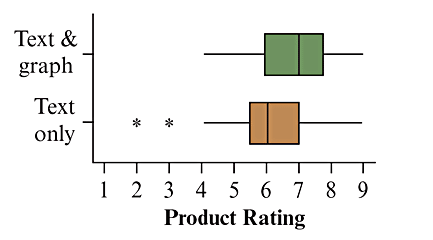 Text &
graph
Text
only
* *
1 2 3 4 5 6 7 8 9
Product Rating